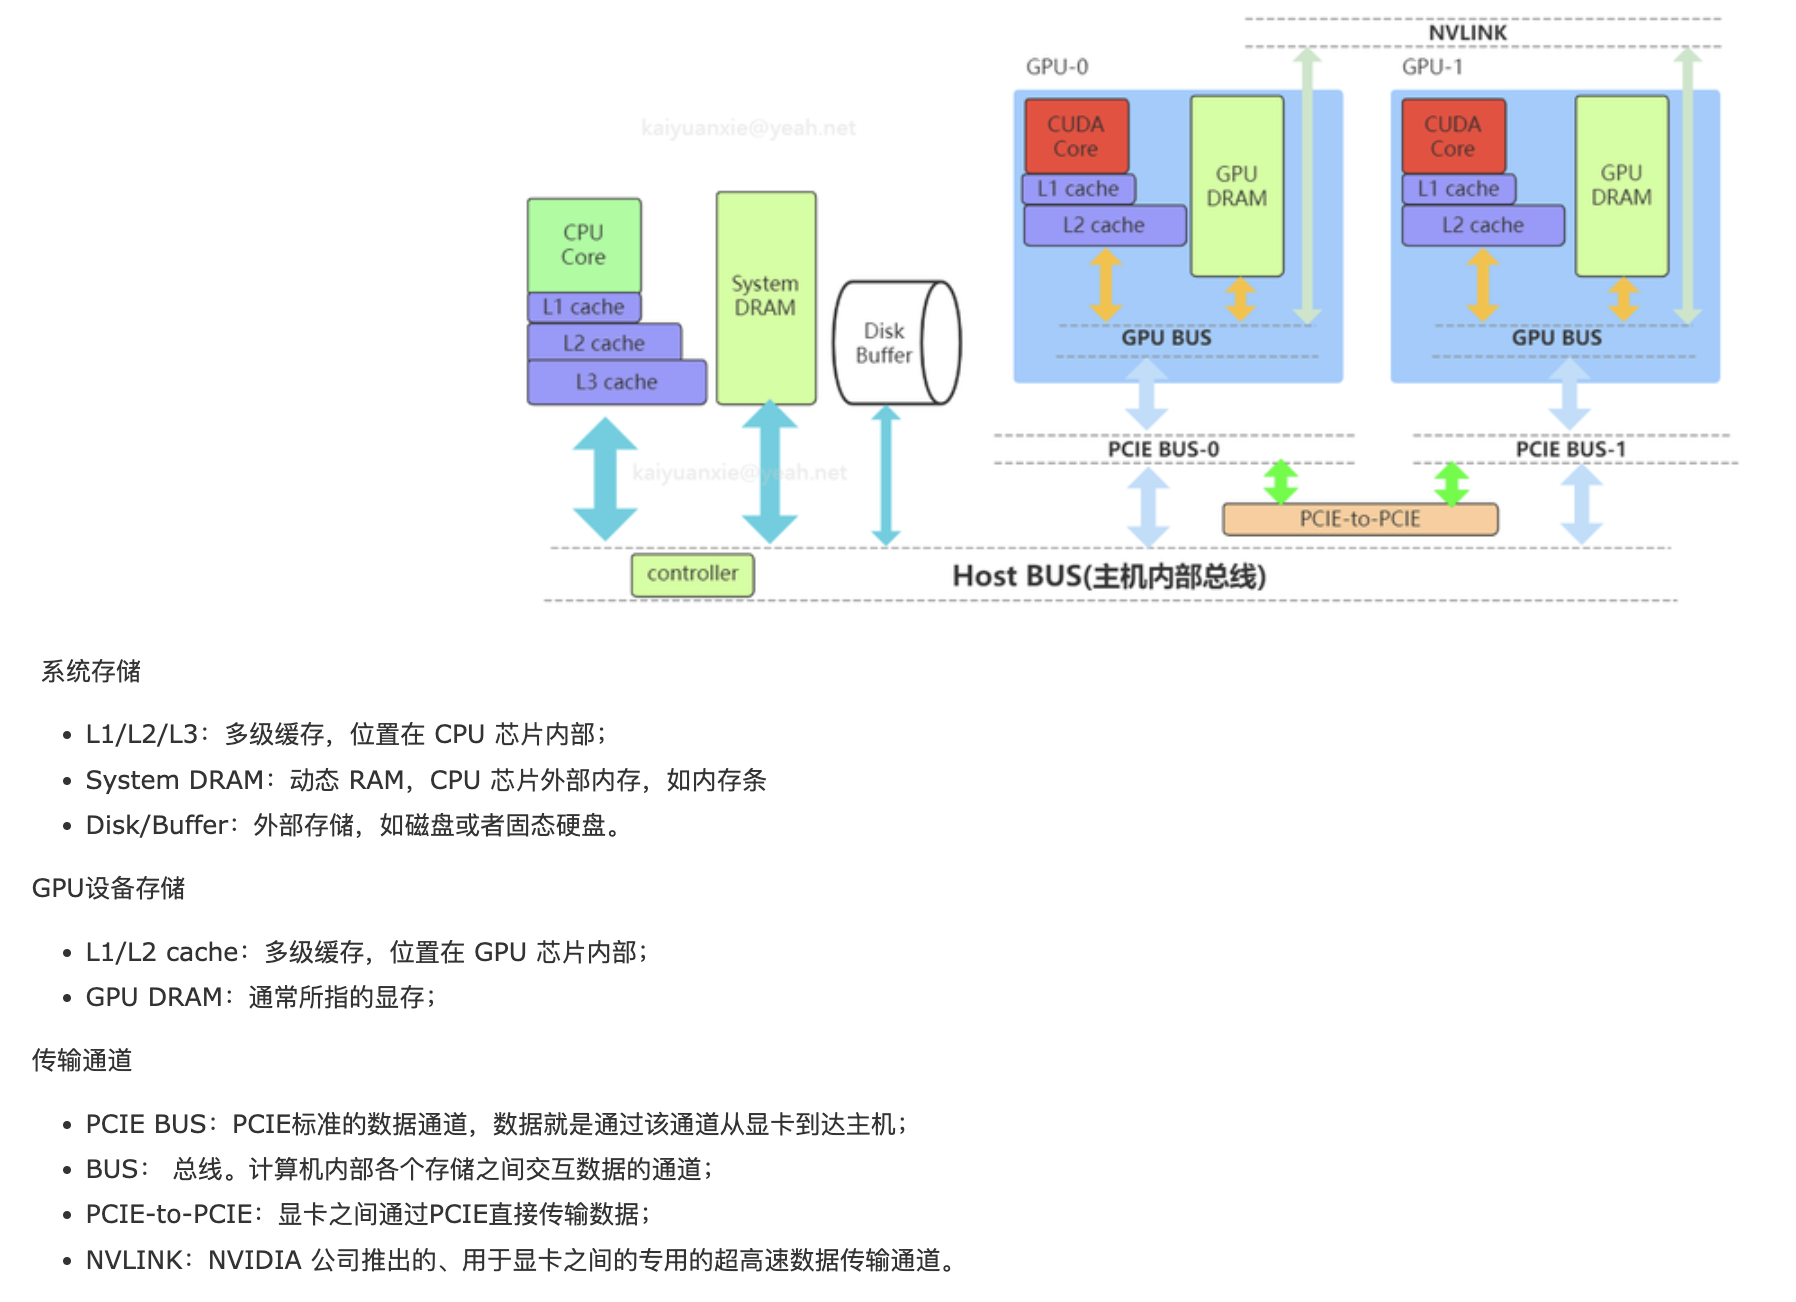 NVLINK
GPU-0
GPU-1
kaiyuanxie@yeah.net
CUDA
Core
L1 cache
L2 cache
GPU
DRAM
CUDA
Core
L1 cache
L2 cache
GPU
DRAM
CPU
Core
L1 cache
L2 cache
L3 cache
System
DRAM
Disk
Buffer
GPU BUS
GPU BUS
kaiyuanxie@yeah.net
PCIE BUS-0
PCIE BUS-1
PCIE-to-PCIE
controller
Host BUS(主机内部总线)
系统存储
• L1/L2/L3：多级缓存，位置在 CPU 芯片内部；
• System DRAM：动态 RAM，CPU 芯片外部内存，如内存条
• Disk/Buffer：外部存储，如磁盘或者固态硬盘。
GPU设备存储
• L1/L2 cache：多级缓存，位置在 GPU 芯片内部；
• GPU DRAM：通常所指的显存；
传输通道
• PCIE BUS：PCIE标准的数据通道，数据就是通过该通道从显卡到达主机；
• BUS： 总线。计算机内部各个存储之间交互数据的通道；
• PCIE-to-PCIE：显卡之间通过PCIE直接传输数据；
• NVLINK：NVIDIA 公司推出的、用于显卡之间的专用的超高速数据传输通道。